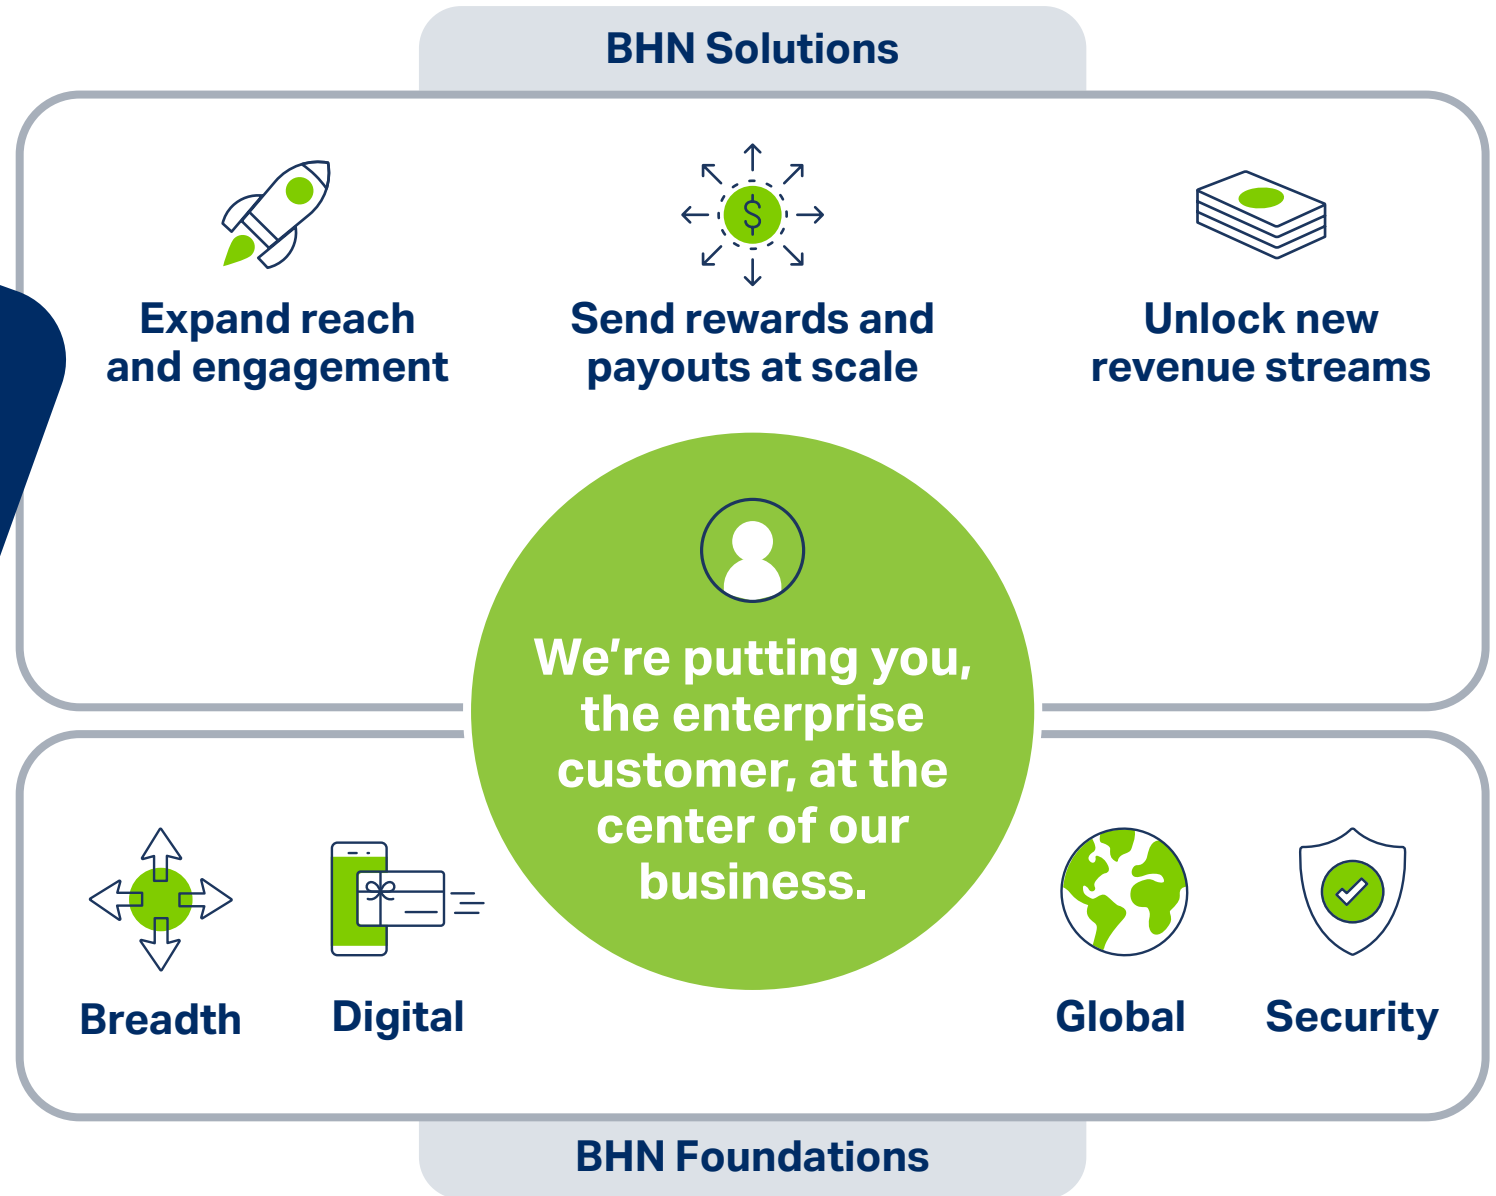 BHN Solutions
Expand reach
and engagement
Send rewards and
payouts at scale
Unlock new
revenue streams
$
We’re putting you,
the enterprise
customer, at the
center of our
business.
Breadth
Digital
Global
Security
BHN Foundations